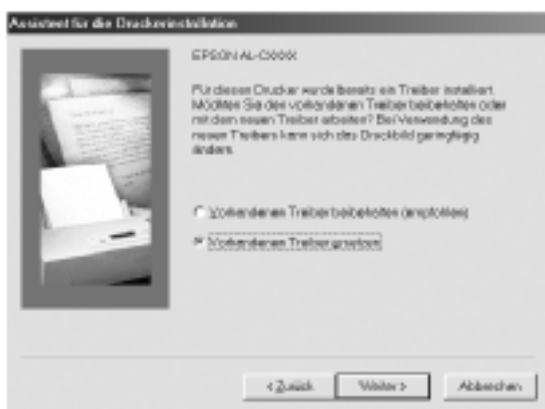 Assistent für die Druckerinstallation
EPSON AL-CXXXX
Für diesen Drucker wurde bereits ein Treiber installiert.
Möchten Sie den vorhandenen Treiber beibehalten oder
mit dem neuen Treiber arbeiten? Bei Verwendung des
neuen Treibers kann sich das Druckbild geringfügig
ändern.
Vorhandenen Treiber beibehalten (empfohlen)
Vorhandenen Treiber ersetzen
< Zurück
Weiter >
Abbrechen